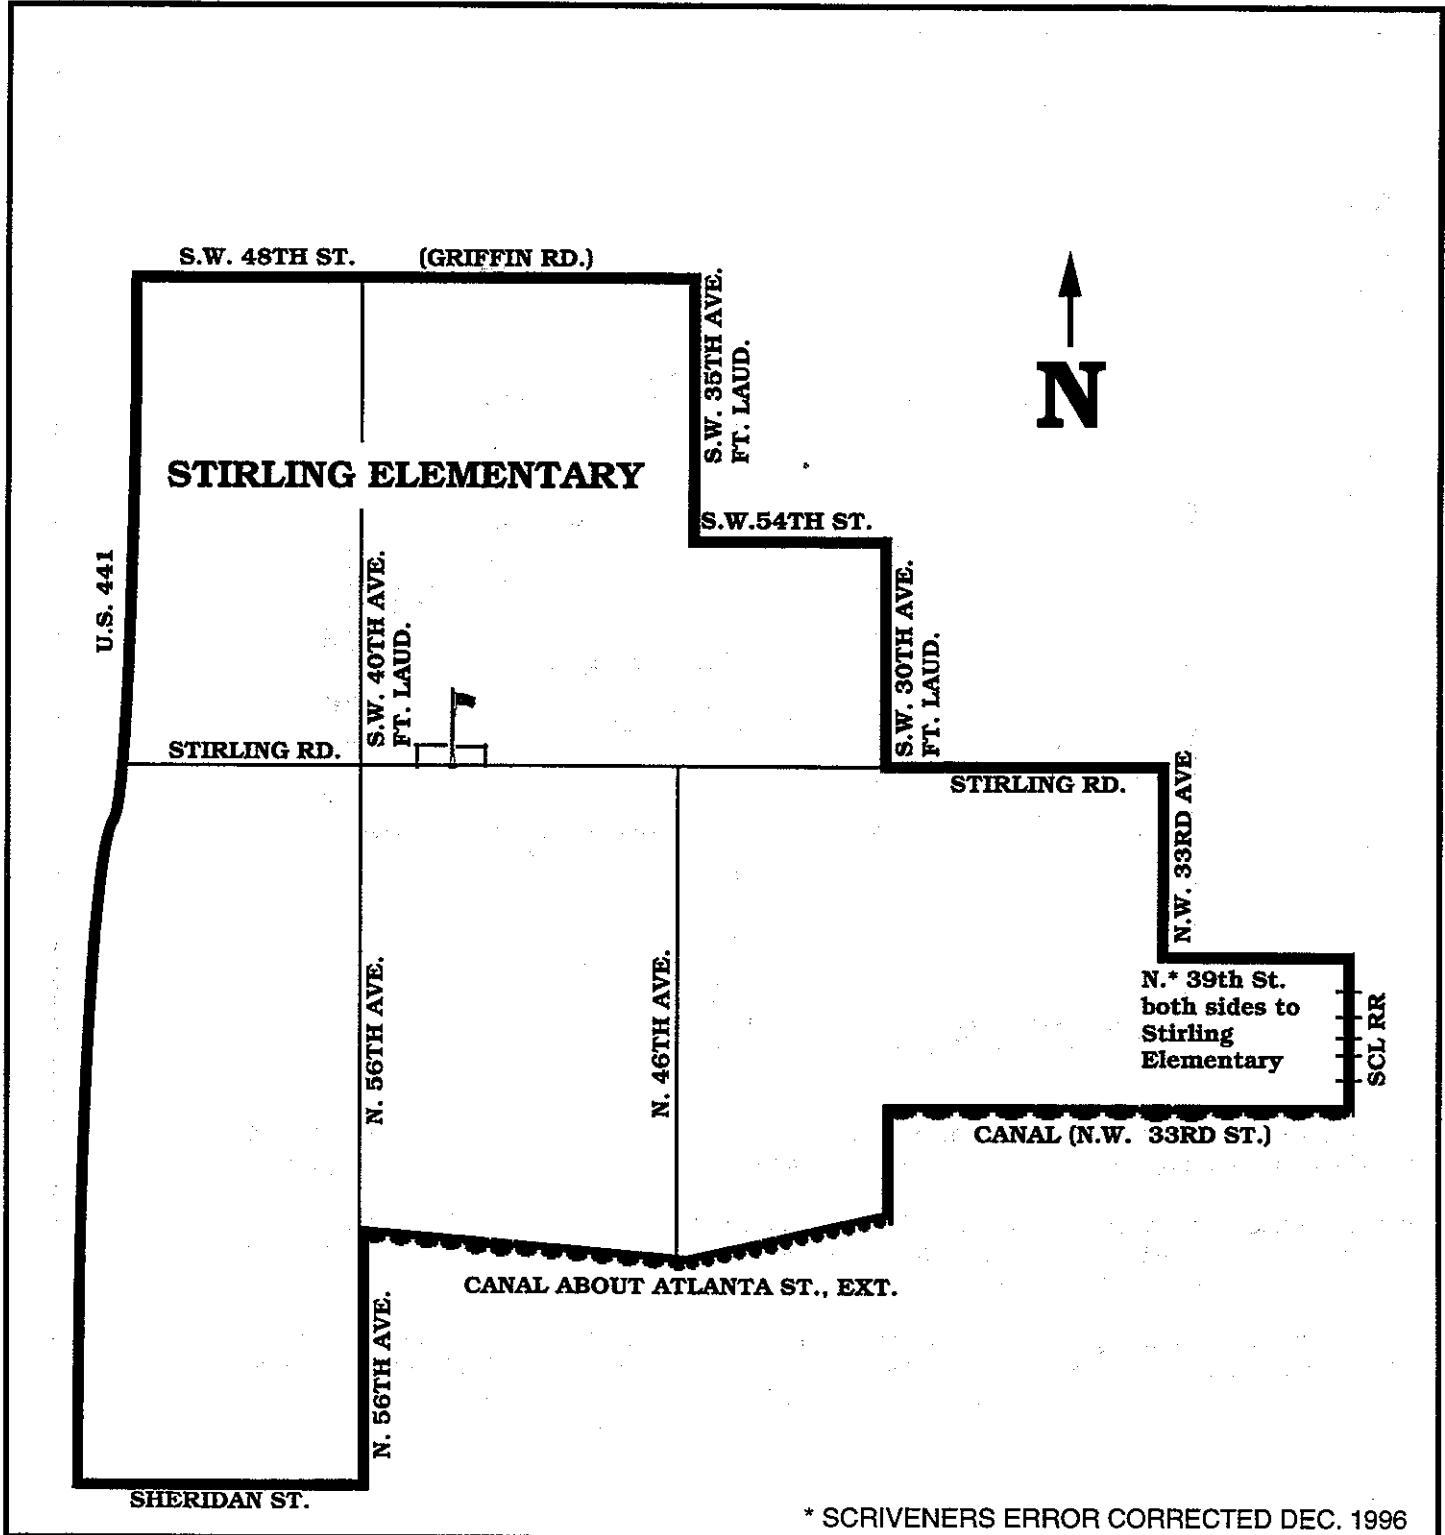 S.W. 48TH ST. (GRIFFIN RD.)
S.W. 35TH AVE.
FT. LAUD.
N
STIRLING ELEMENTARY
S.W.54TH ST.
U.S. 441
S.W. 40TH AVE.
FT. LAUD.
S.W. 30TH AVE.
FT. LAUD.
STIRLING RD.
STIRLING RD.
N.W. 33RD AVE
N. 56TH AVE.
N. 46TH AVE.
N.* 39th St.
both sides to
Stirling
Elementary
SCL RR
CANAL (N.W. 33RD ST.)
CANAL ABOUT ATLANTA ST., EXT.
N. 56TH AVE.
SHERIDAN ST.
* SCRIVENERS ERROR CORRECTED DEC. 1996